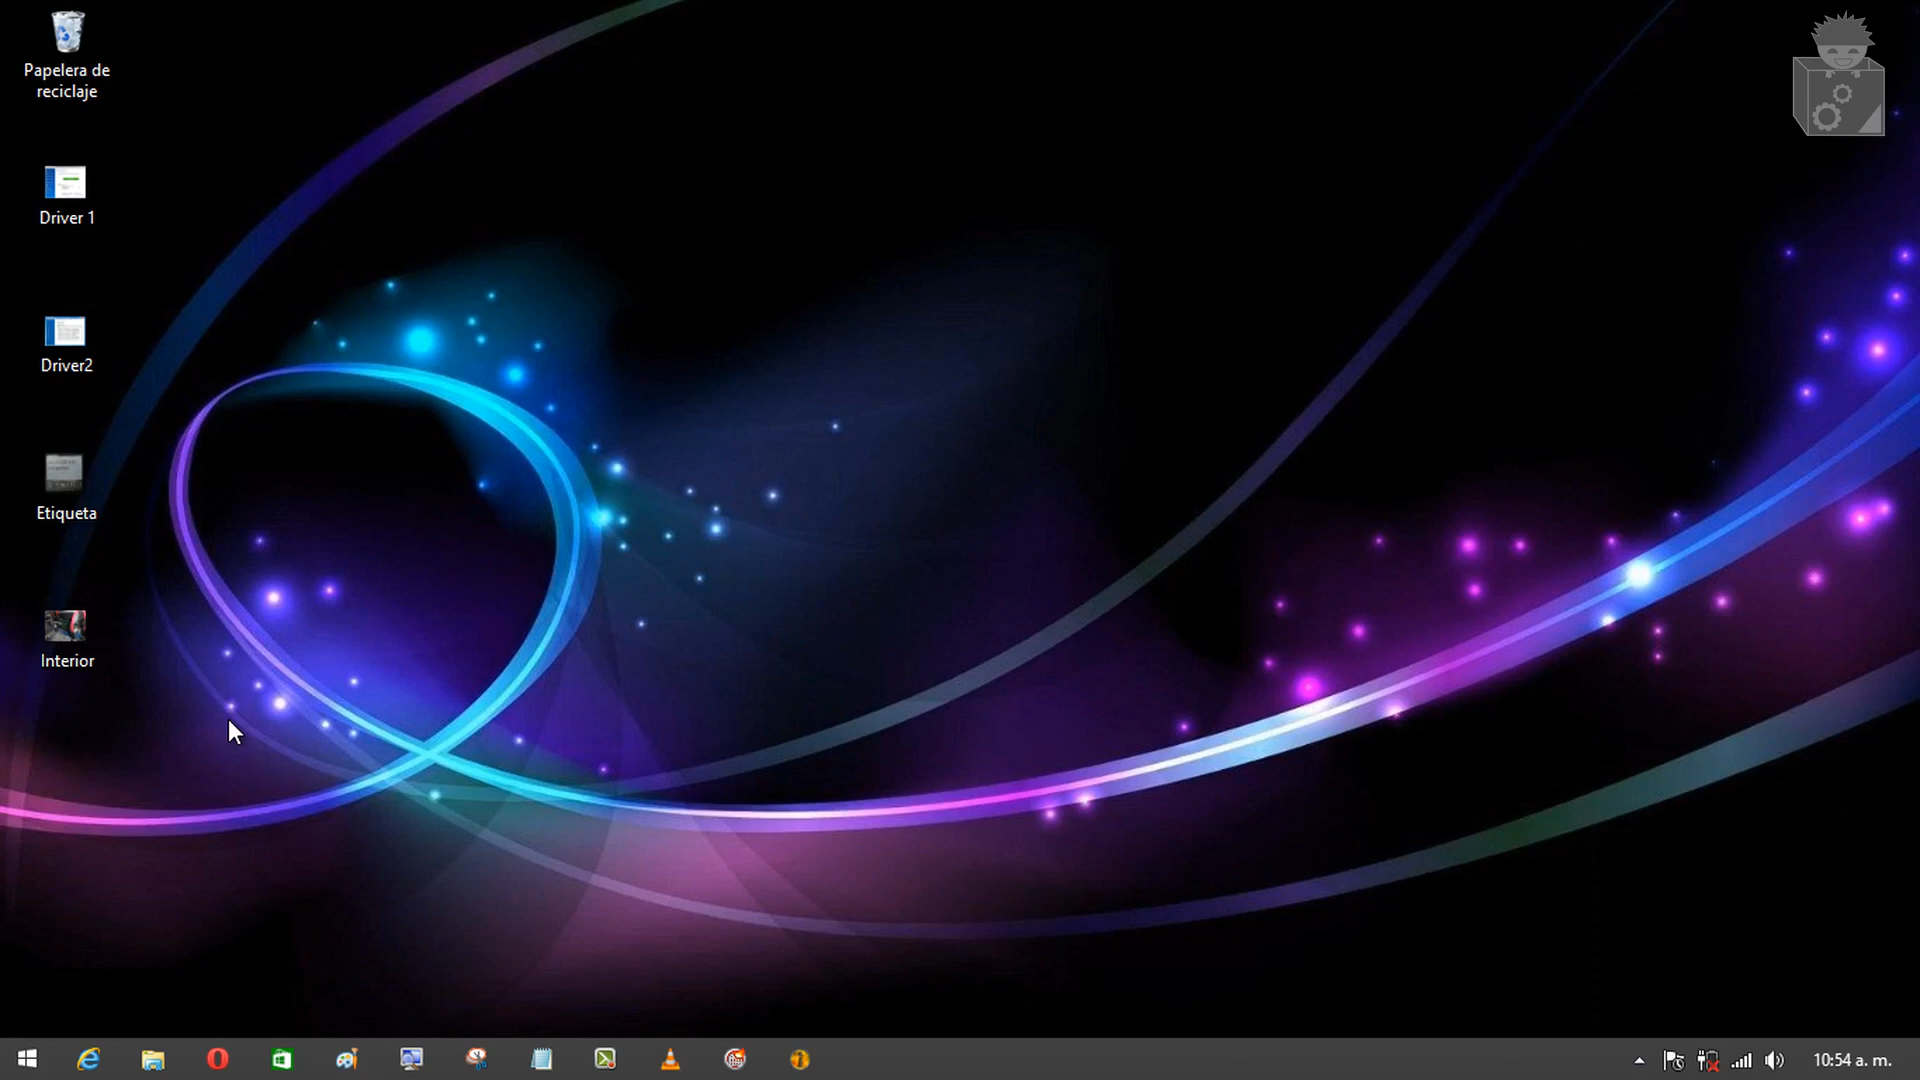 Papelera de
reciclaje
Driver 1
Driver2
Etiqueta
Interior
10:54 a. m.